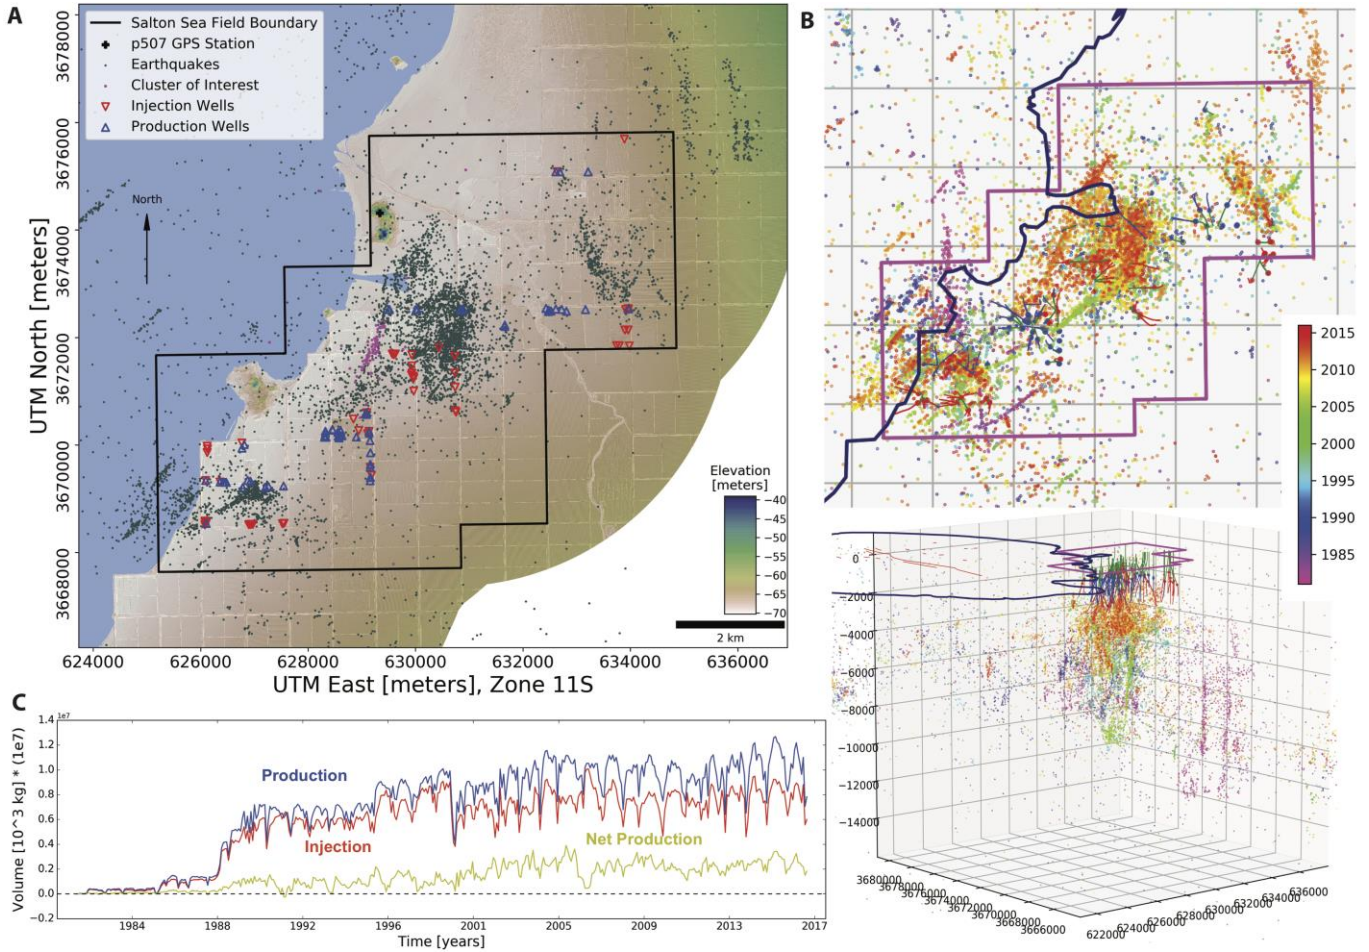 A
Salton Sea Field Boundary
p507 GPS Station
Earthquakes
Cluster of Interest
Injection Wells
Production Wells
North
UTM North [meters]
3678000
3676000
3674000
3672000
3670000
3668000
624000 626000 628000 630000 632000 634000 636000
UTM East [meters], Zone 11S
Elevation
[meters]
−40
−45
−50
−55
−60
−65
−70
2 km
B
2015
2010
2005
2000
1995
1990
1985
0
−2000
−4000
−6000
−8000
−10000
−12000
−14000
3680000
3678000
3676000
3674000
3672000
3670000
3668000
3666000
622000
624000
626000
628000
630000
632000
634000
636000
C
Volume [10^3 kg] * (1e7)
1e7
1.4
1.2
1.0
0.8
0.6
0.4
0.2
0.0
−0.2
Production
Injection
Net Production
1984 1988 1992 1996 2001 2005 2009 2013 2017
Time [years]